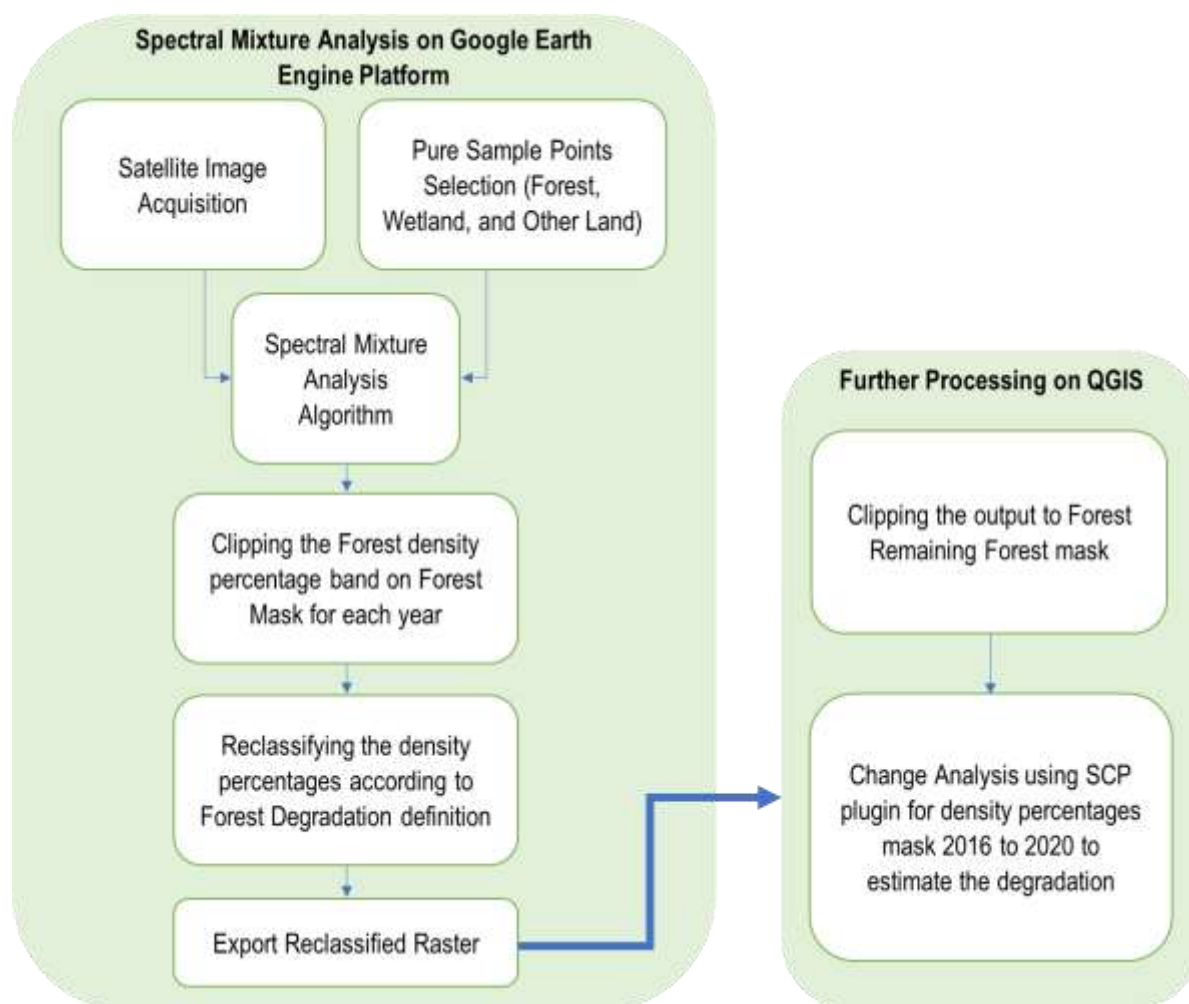 Spectral Mixture Analysis on Google Earth
Engine Platform
Satellite Image
Acquisition
Pure Sample Points
Selection (Forest,
Wetland, and Other Land)
Spectral Mixture
Analysis
Algorithm
Clipping the Forest density
percentage band on Forest
Mask for each year
Reclassifying the density
percentages according to
Forest Degradation definition
Export Reclassified Raster
Further Processing on QGIS
Clipping the output to Forest
Remaining Forest mask
Change Analysis using SCP
plugin for density percentages
mask 2016 to 2020 to
estimate the degradation